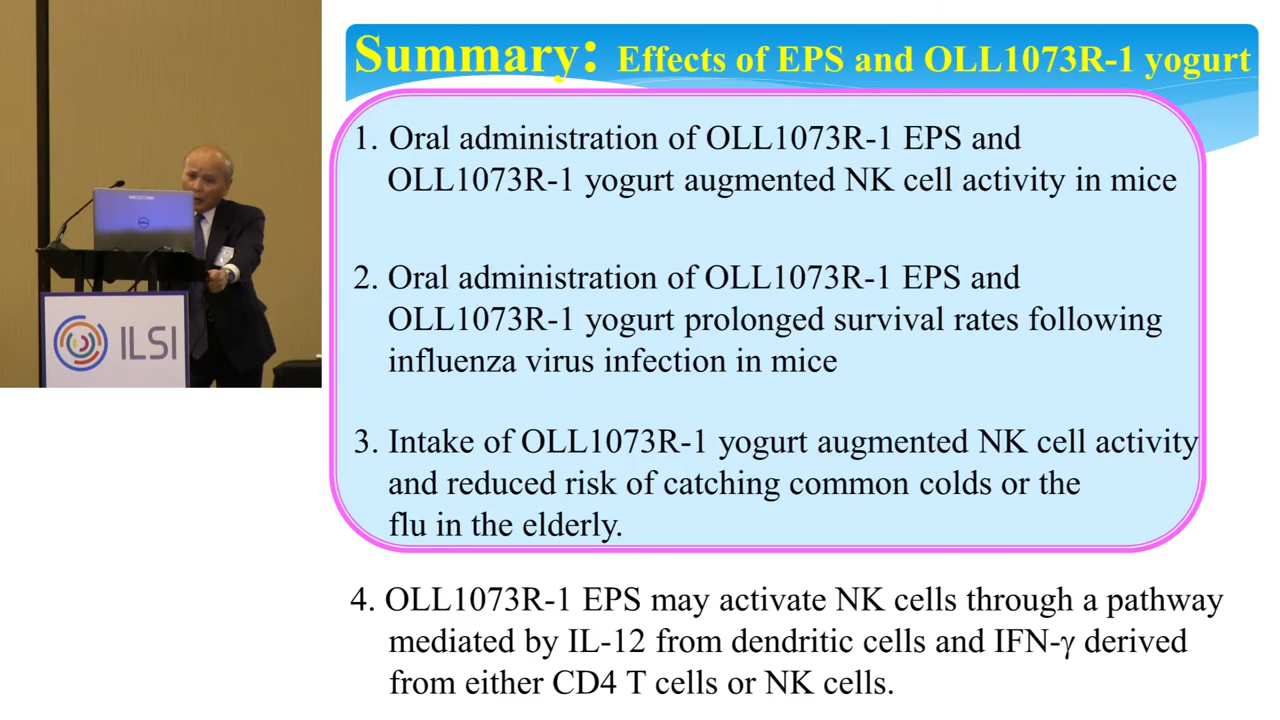 Summary: Effects of EPS and OLL1073R-1 yogurt
1. Oral administration of OLL1073R-1 EPS and
OLL1073R-1 yogurt augmented NK cell activity in mice
2. Oral administration of OLL1073R-1 EPS and
OLL1073R-1 yogurt prolonged survival rates following
influenza virus infection in mice
3. Intake of OLL1073R-1 yogurt augmented NK cell activity
and reduced risk of catching common colds or the
flu in the elderly.
4. OLL1073R-1 EPS may activate NK cells through a pathway
mediated by IL-12 from dendritic cells and IFN-γ derived
from either CD4 T cells or NK cells.
DELL
ILSI